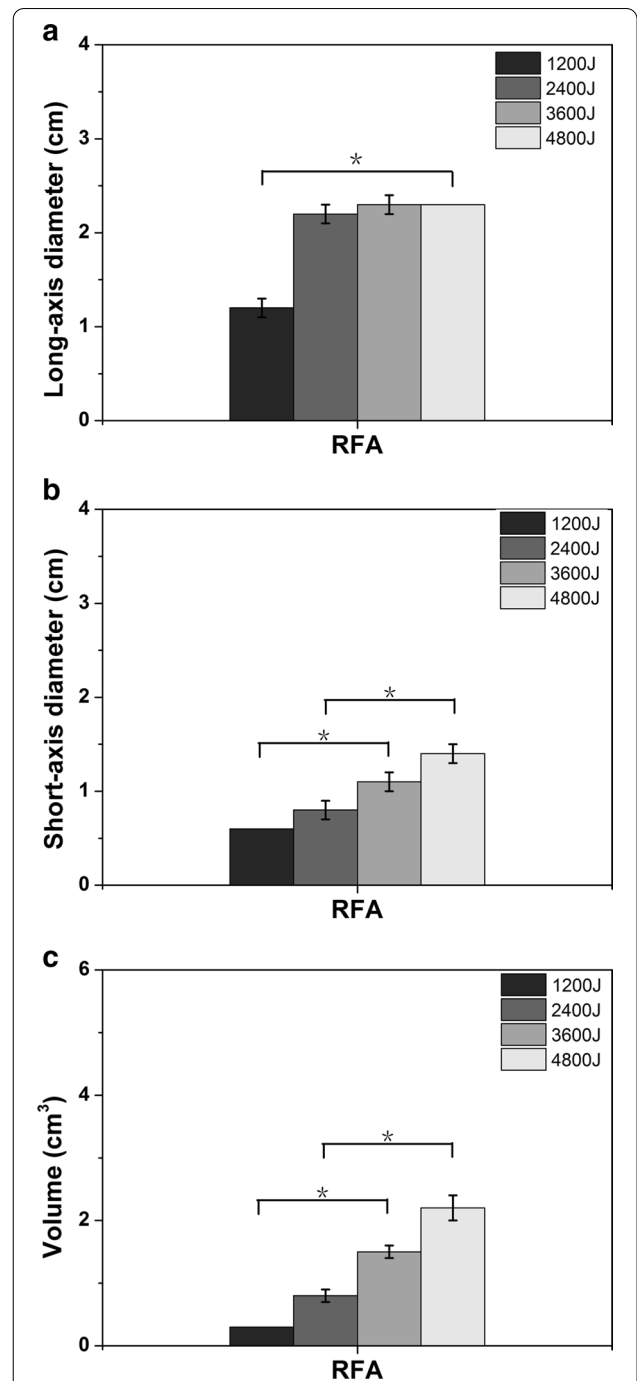 a
4
3
2
1
0
Long-axis diameter (cm)
1200J
2400J
3600J
4800J
*
RFA
b
4
3
2
1
0
Short-axis diameter (cm)
1200J
2400J
3600J
4800J
*
*
RFA
c
6
4
2
0
Volume (cm³)
1200J
2400J
3600J
4800J
*
*
RFA